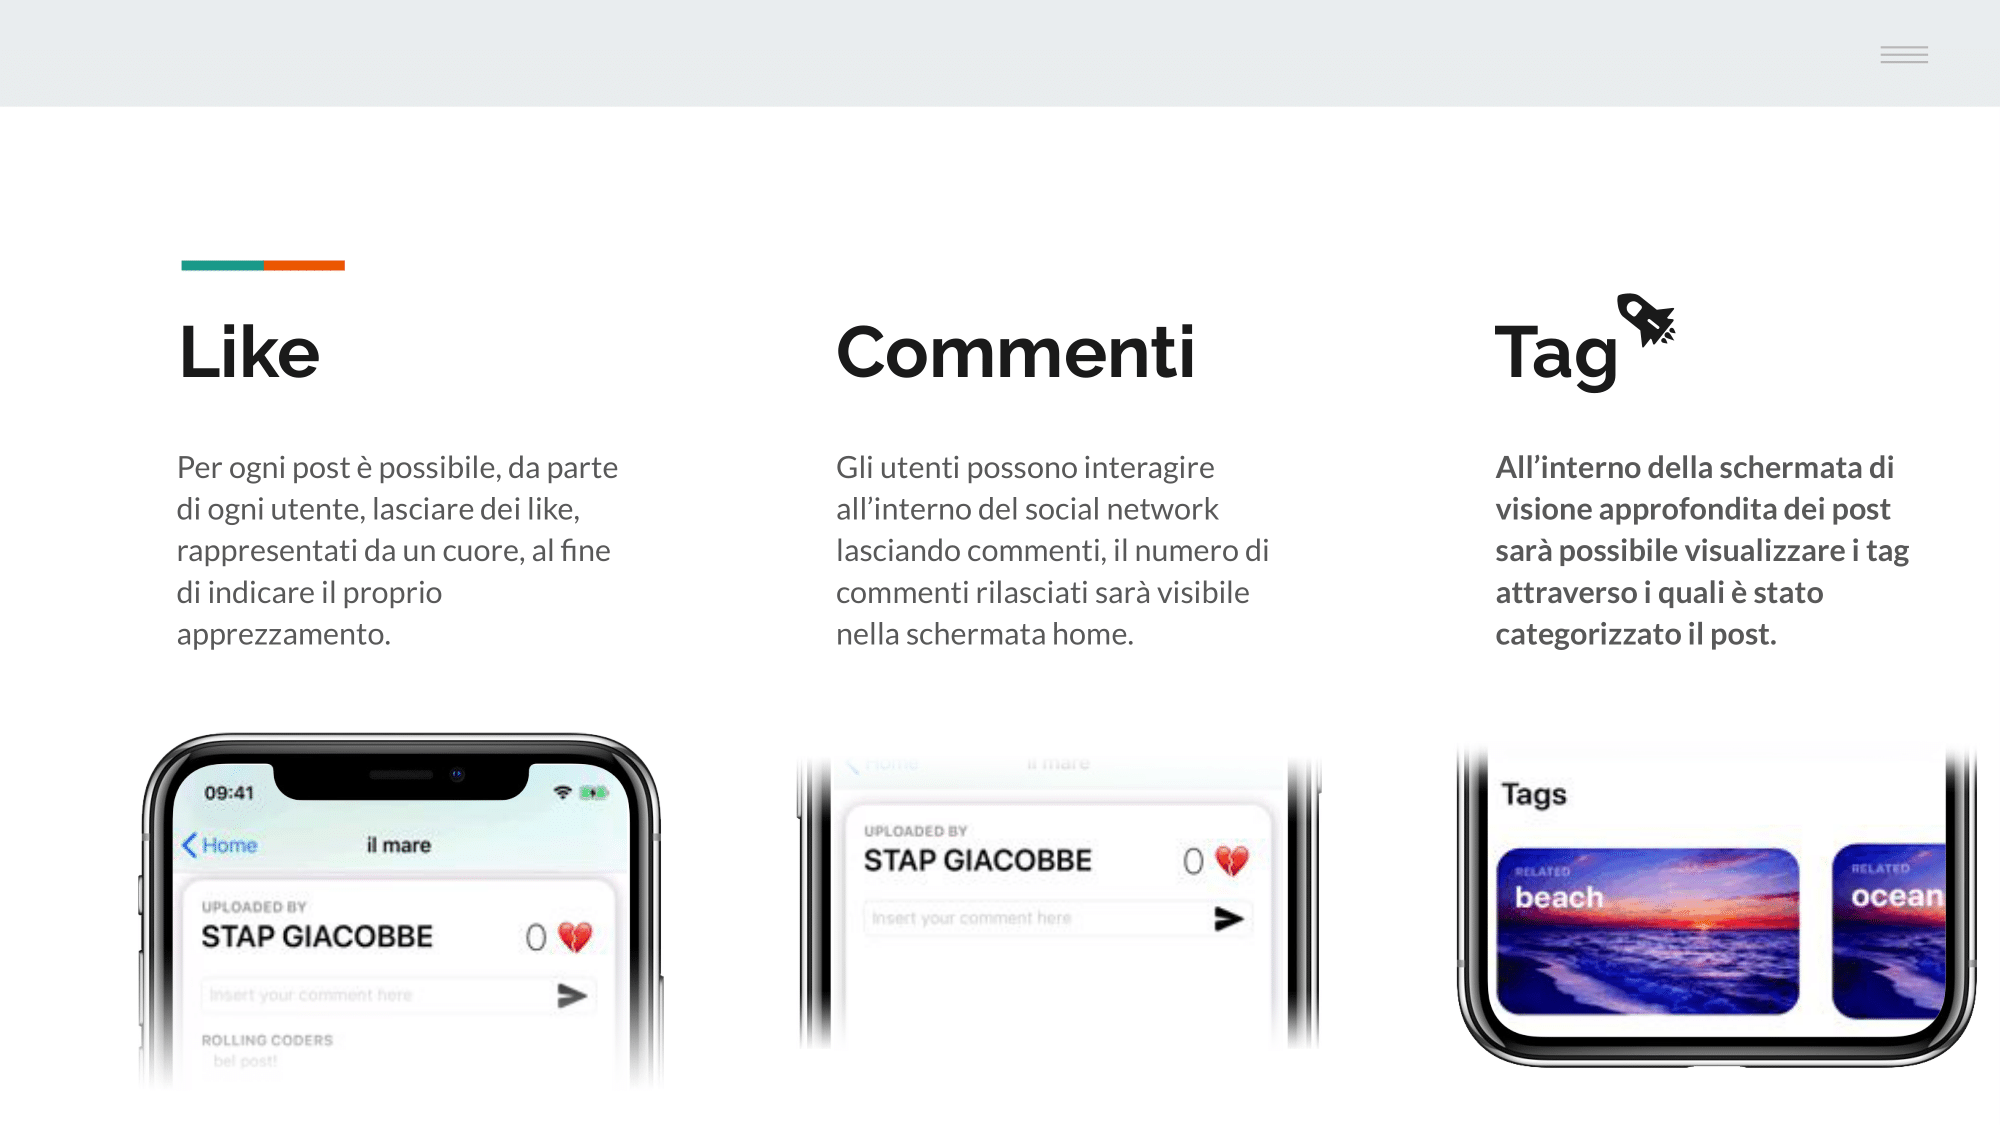 Like
Per ogni post è possibile, da parte
di ogni utente, lasciare dei like,
rappresentati da un cuore, al fine
di indicare il proprio
apprezzamento.
Commenti
Gli utenti possono interagire
all’interno del social network
lasciando commenti, il numero di
commenti rilasciati sarà visibile
nella schermata home.
Tag
All’interno della schermata di
visione approfondita dei post
sarà possibile visualizzare i tag
attraverso i quali è stato
categorizzato il post.
09:41
Home
il mare
UPLOADED BY
STAP GIACOBBE
0
Insert your comment here
ROLLING CODERS
bel post!
Home
il mare
UPLOADED BY
STAP GIACOBBE
0
Insert your comment here
Tags
RELATED
beach
RELATED
ocean